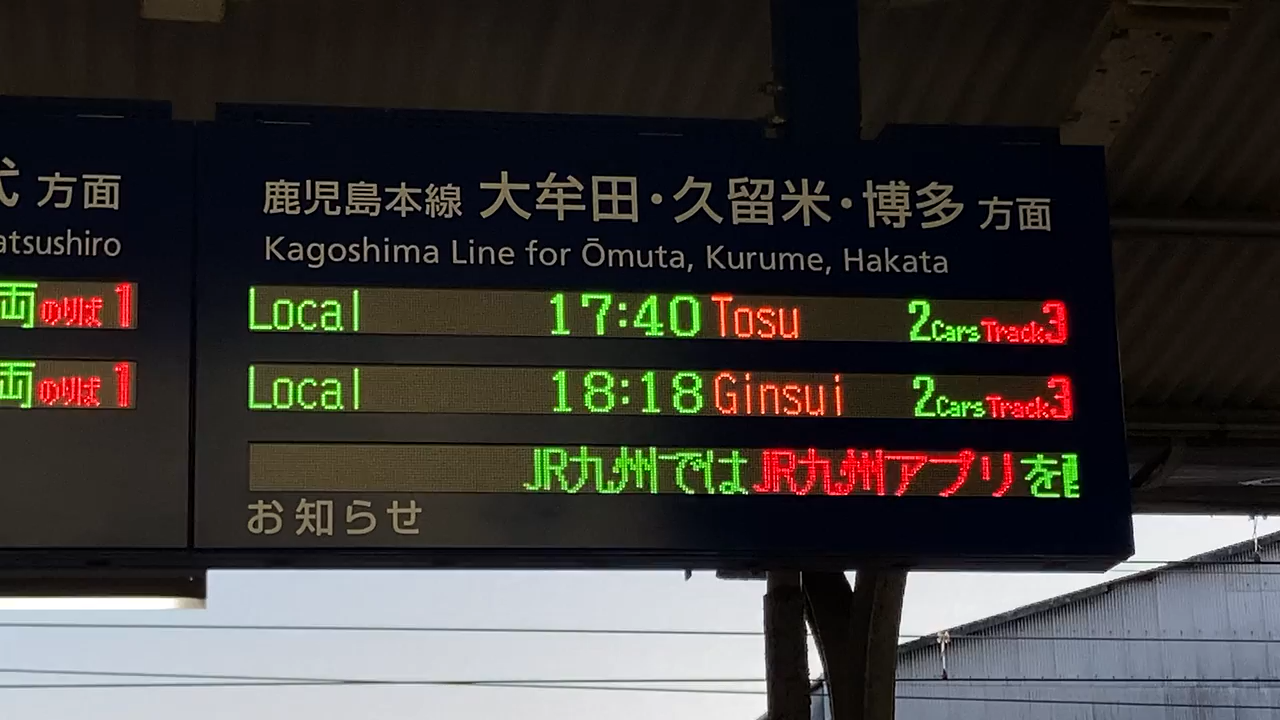 方面
atsushiro
両 のりば 1
両 のりば 1
鹿児島本線 大牟田・久留米・博多 方面
Kagoshima Line for Ōmuta, Kurume, Hakata
Local 17:40 Tosu 2Cars Track3
Local 18:18 Ginsui 2Cars Track3
JR九州ではJR九州アプリを
お知らせ